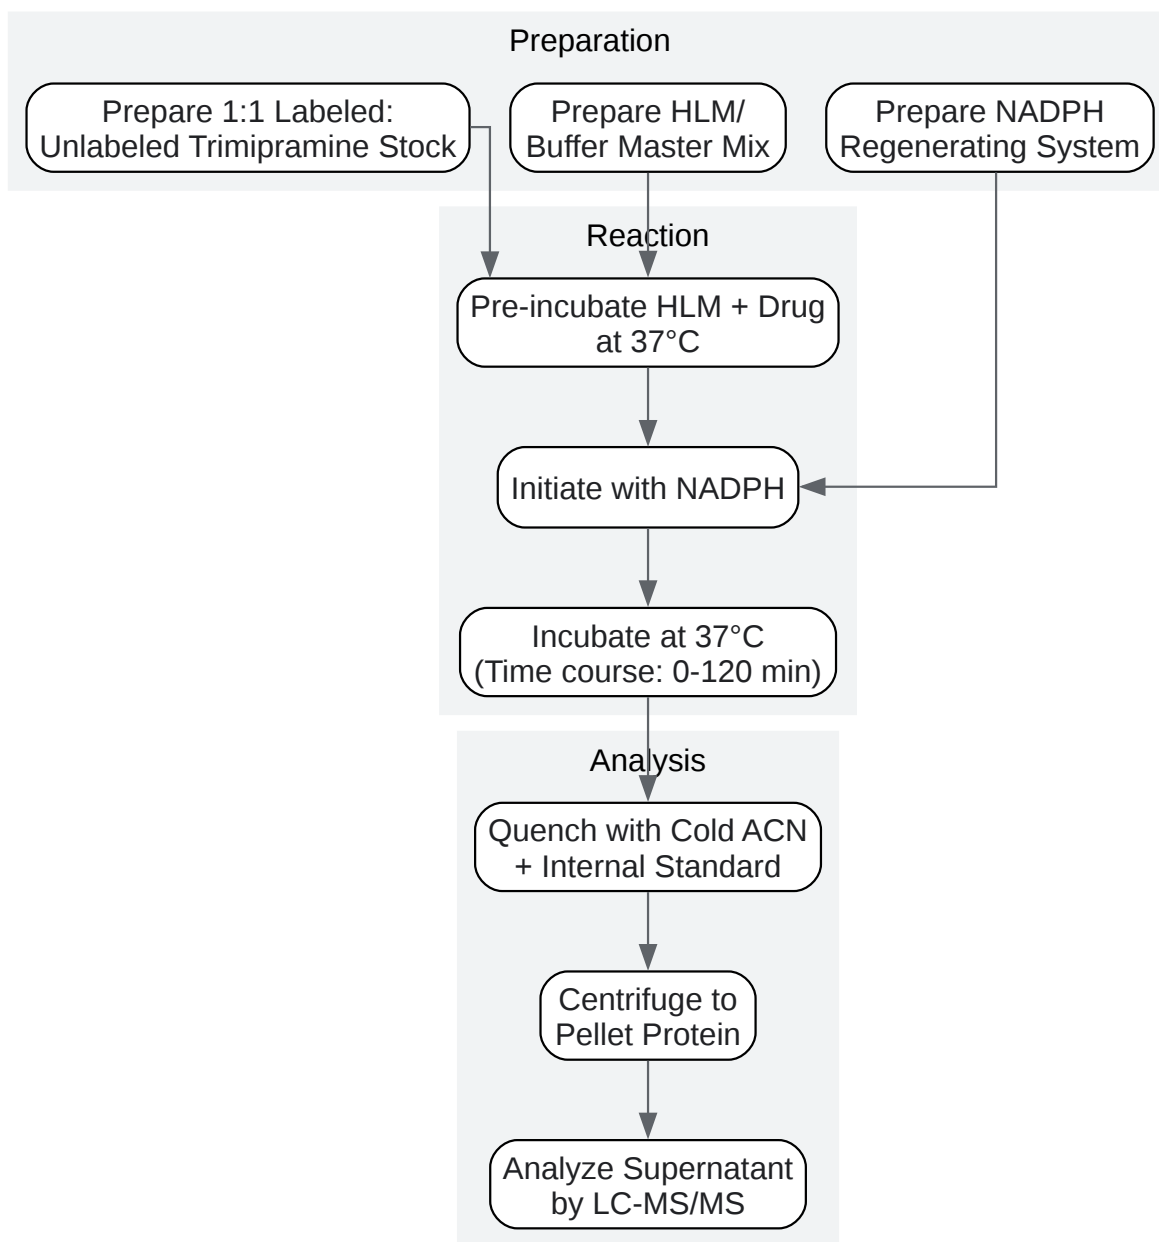 Preparation
Prepare 1:1 Labeled:
Unlabeled Trimipramine Stock
Prepare HLM/
Buffer Master Mix
Prepare NADPH
Regenerating System
Reaction
Pre-incubate HLM + Drug
at 37°C
Initiate with NADPH
Incubate at 37°C
(Time course: 0-120 min)
Analysis
Quench with Cold ACN
+ Internal Standard
Centrifuge to
Pellet Protein
Analyze Supernatant
by LC-MS/MS